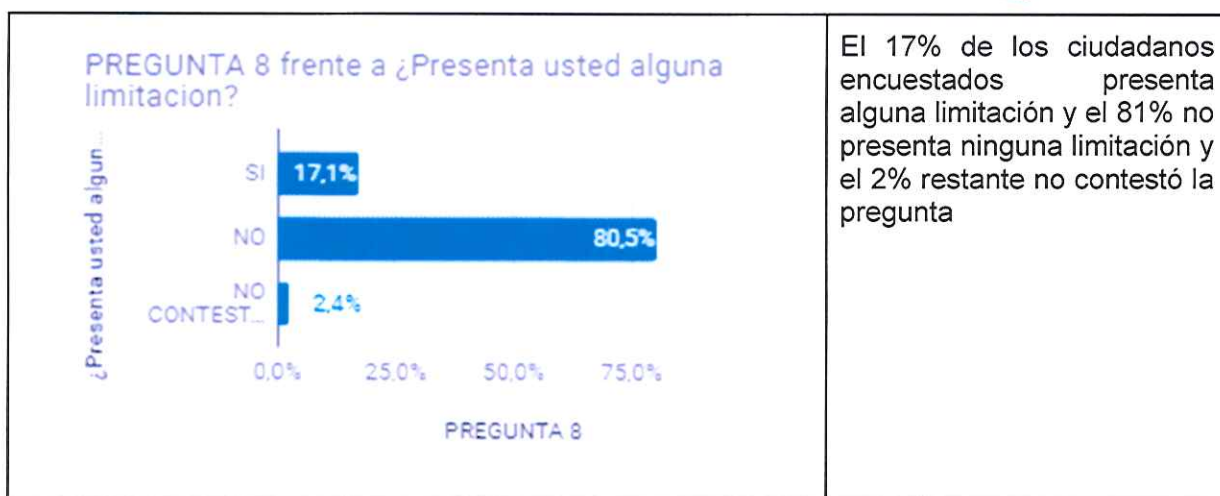 PREGUNTA 8 frente a ¿Presenta usted alguna
limitacion?
¿Presenta usted algun...
SI
17,1%
NO
80,5%
NO
CONTEST...
2,4%
0,0%
25,0%
50,0%
75,0%
PREGUNTA 8
El 17% de los ciudadanos
encuestados presenta
alguna limitación y el 81% no
presenta ninguna limitación y
el 2% restante no contestó la
pregunta